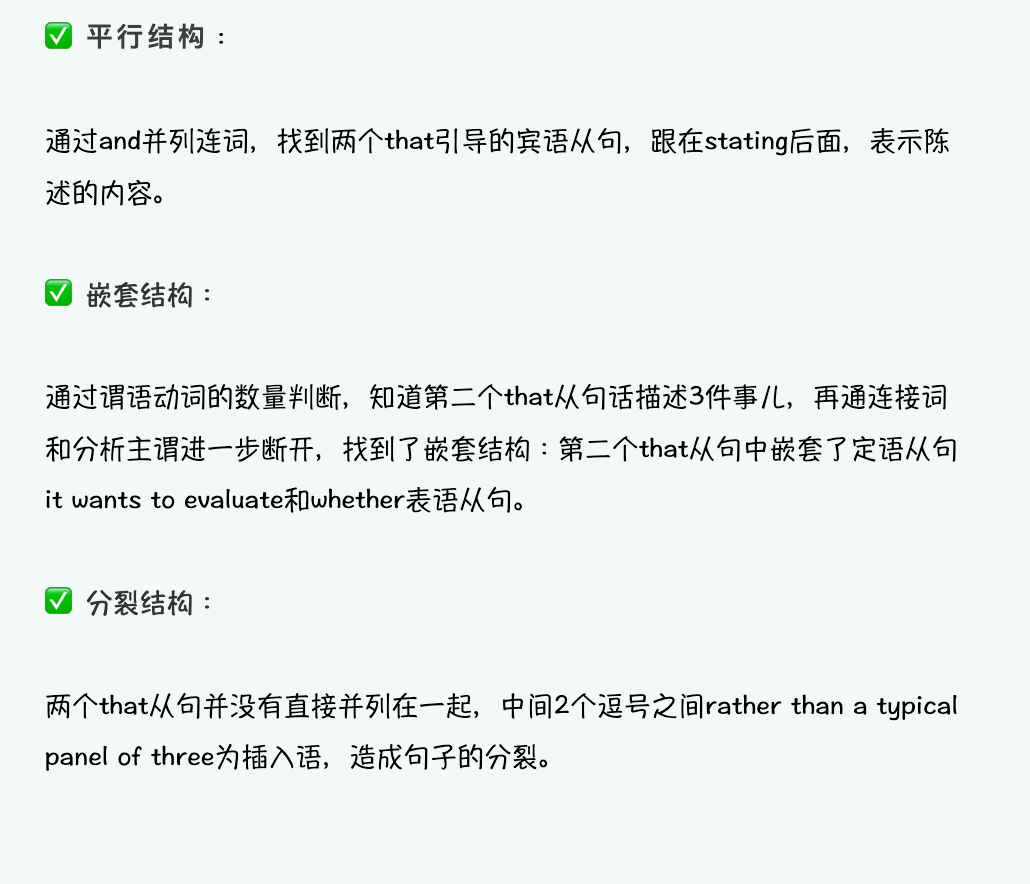 ✅ 平行结构：
通过and并列连词，找到两个that引导的宾语从句，跟在stating后面，表示陈
述的内容。
✅ 嵌套结构：
通过谓语动词的数量判断，知道第二个that从句话描述3件事儿，再通连接词
和分析主谓进一步断开，找到了嵌套结构：第二个that从句中嵌套了定语从句
it wants to evaluate和whether表语从句。
✅ 分裂结构：
两个that从句并没有直接并列在一起，中间2个逗号之间rather than a typical
panel of three为插入语，造成句子的分裂。